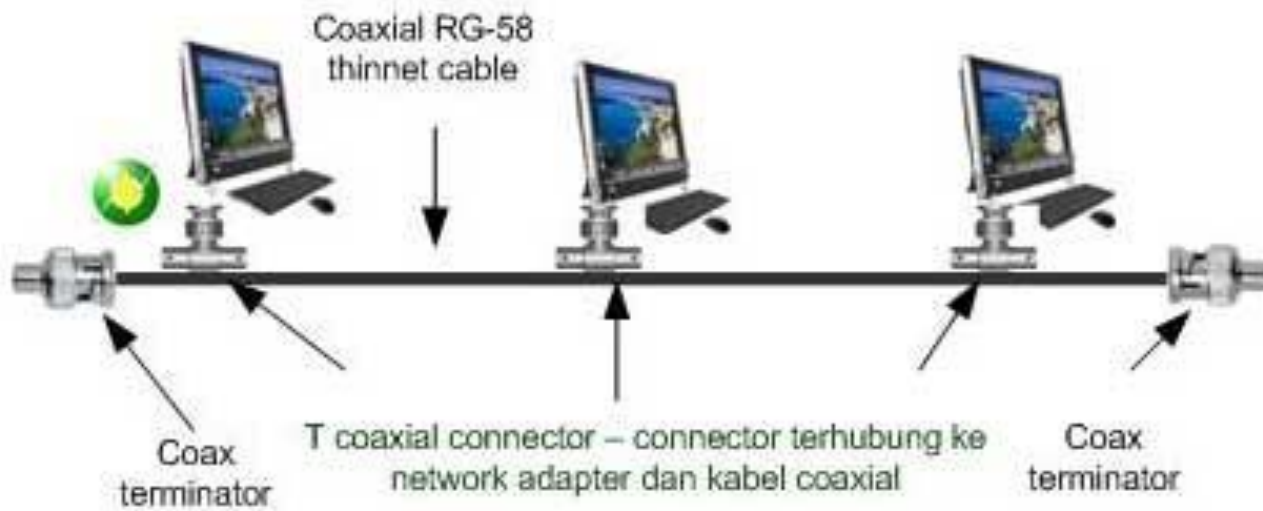 Coaxial RG-58
thinnet cable
Coax
terminator
T coaxial connector – connector terhubung ke
network adapter dan kabel coaxial
Coax
terminator